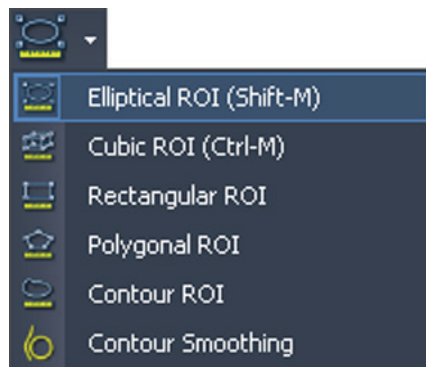 Elliptical ROI (Shift-M)
Cubic ROI (Ctrl-M)
Rectangular ROI
Polygonal ROI
Contour ROI
Contour Smoothing